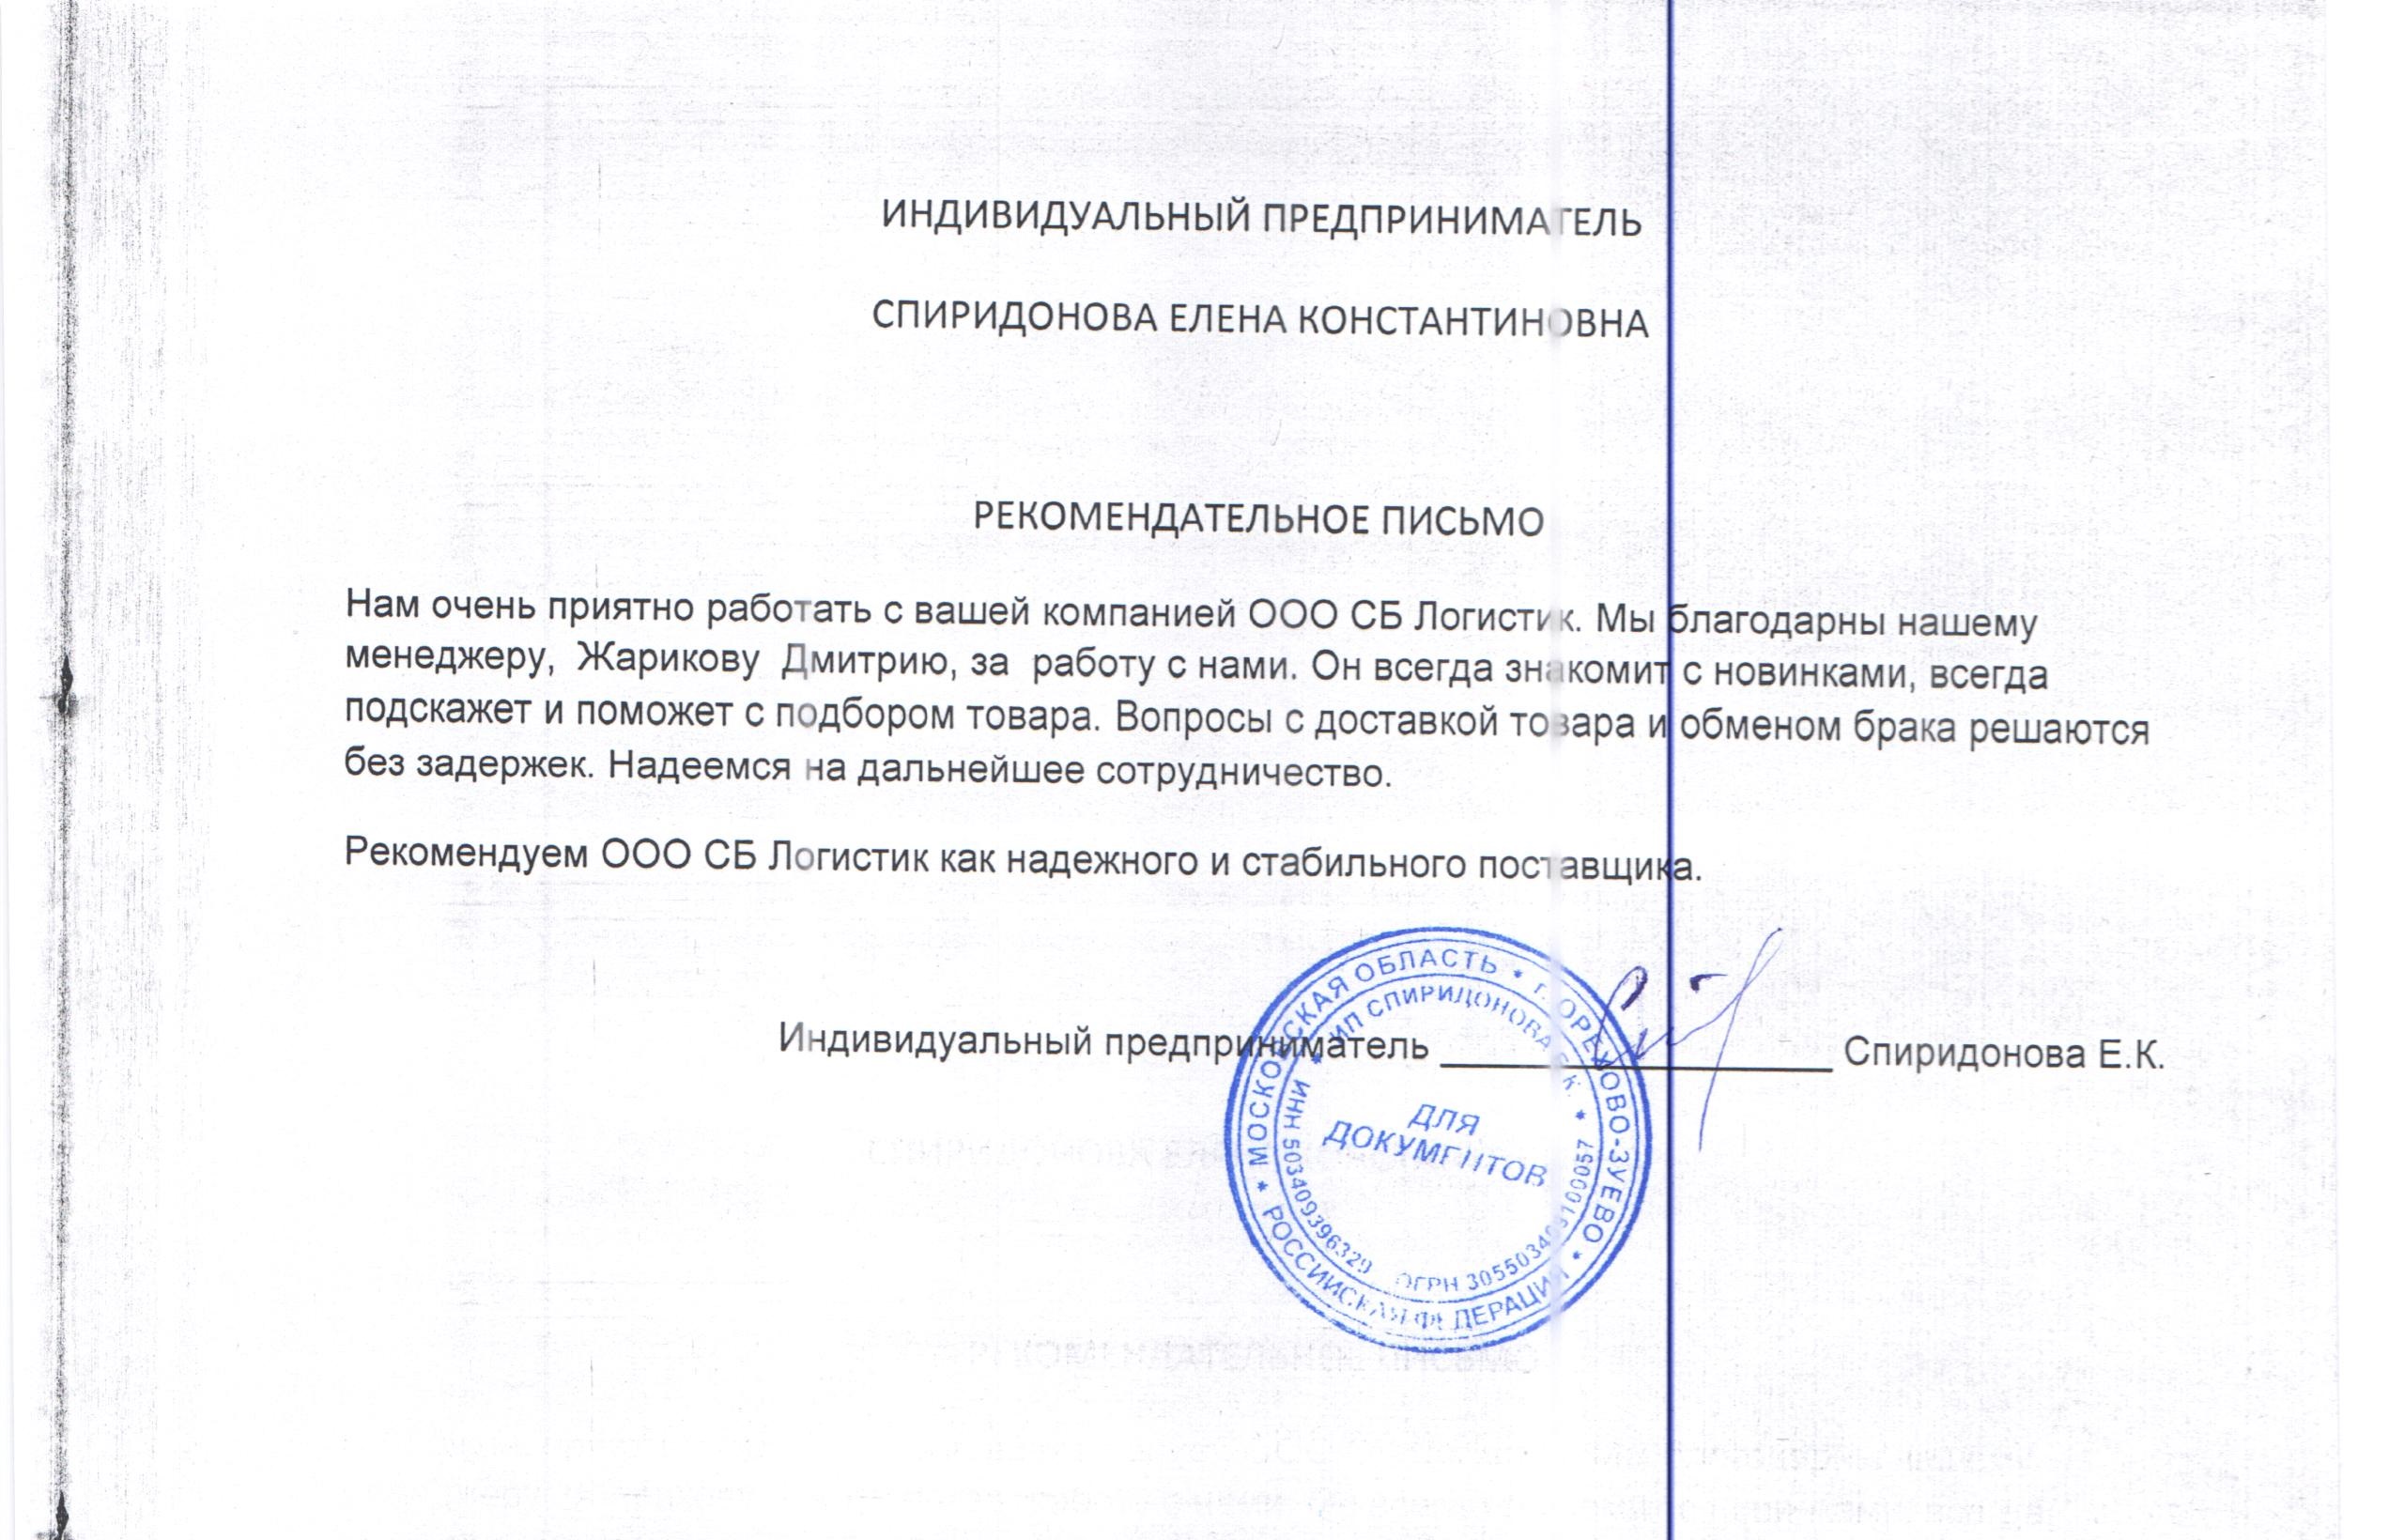 ИНДИВИДУАЛЬНЫЙ ПРЕДПРИНИМАТЕЛЬ
СПИРИДОНОВА ЕЛЕНА КОНСТАНТИНОВНА
РЕКОМЕНДАТЕЛЬНОЕ ПИСЬМО
Нам очень приятно работать с вашей компанией ООО СБ Логистик. Мы благодарны нашему
менеджеру, Жарикову Дмитрию, за работу с нами. Он всегда знакомит с новинками, всегда
подскажет и поможет с подбором товара. Вопросы с доставкой товара и обменом брака решаются
без задержек. Надеемся на дальнейшее сотрудничество.
Рекомендуем ООО СБ Логистик как надежного и стабильного поставщика.
Индивидуальный предприниматель Спиридонова Е.К.
* РОССИЙСКАЯ ФЕДЕРАЦИЯ * МОСКОВСКАЯ ОБЛАСТЬ * г. ОРЕХОВО-ЗУЕВО *
* ИП СПИРИДОНОВА Е.К. *
ИНН 503409396329 ОГРН
ДЛЯ
ДОКУМЕНТОВ